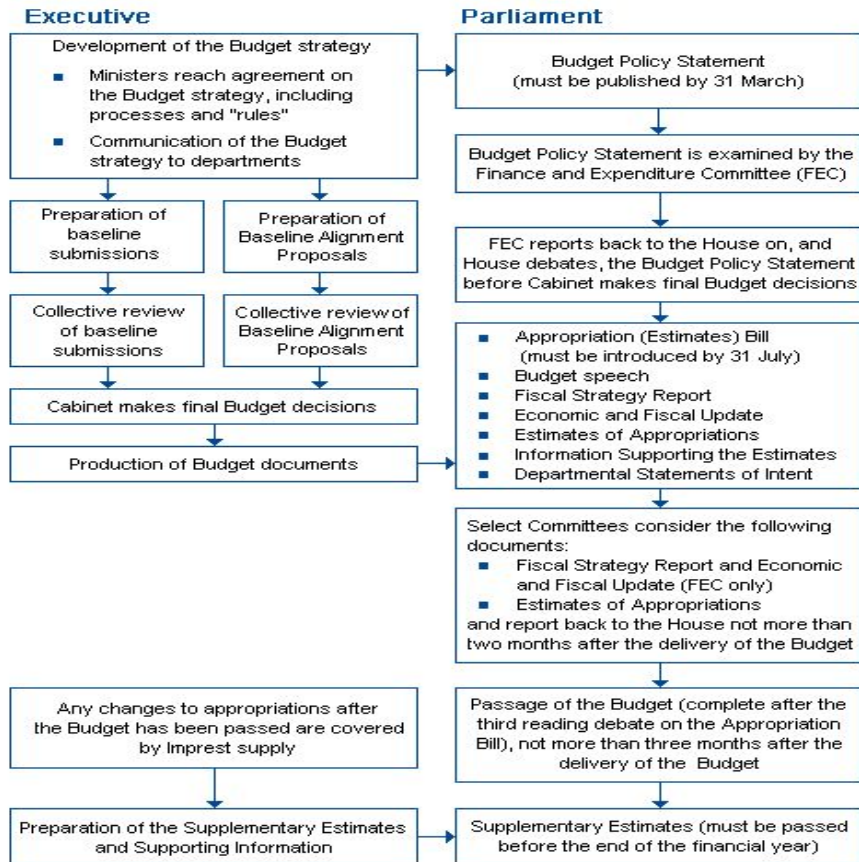 Executive
Development of the Budget strategy
■ Ministers reach agreement on
the Budget strategy, including
processes and "rules"
■ Communication of the Budget
strategy to departments
Preparation of
baseline
submissions
Preparation of
Baseline Alignment
Proposals
Collective review
of baseline
submissions
Collective review of
Baseline Alignment
Proposals
Cabinet makes final Budget decisions
Production of Budget documents
Any changes to appropriations after
the Budget has been passed are covered
by Imprest supply
Preparation of the Supplementary Estimates
and Supporting Information
Parliament
Budget Policy Statement
(must be published by 31 March)
Budget Policy Statement is examined by the
Finance and Expenditure Committee (FEC)
FEC reports back to the House on, and
House debates, the Budget Policy Statement
before Cabinet makes final Budget decisions
■ Appropriation (Estimates) Bill
(must be introduced by 31 July)
■ Budget speech
■ Fiscal Strategy Report
■ Economic and Fiscal Update
■ Estimates of Appropriations
■ Information Supporting the Estimates
■ Departmental Statements of Intent
Select Committees consider the following
documents:
■ Fiscal Strategy Report and Economic
and Fiscal Update (FEC only)
■ Estimates of Appropriations
and report back to the House not more than
two months after the delivery of the Budget
Passage of the Budget (complete after the
third reading debate on the Appropriation
Bill), not more than three months after the
delivery of the Budget
Supplementary Estimates (must be passed
before the end of the financial year)